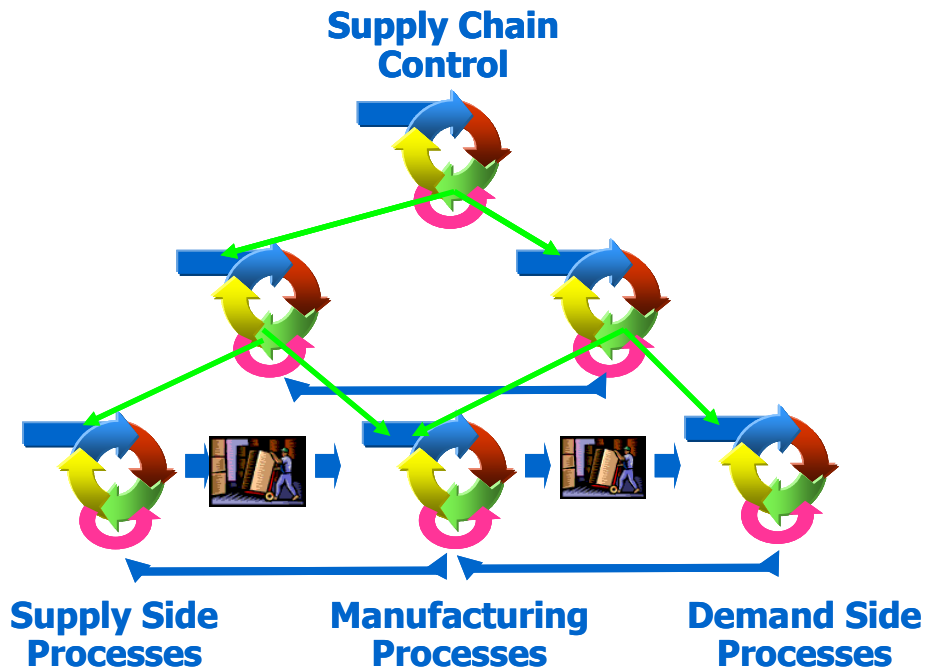 Supply Chain
Control
Supply Side
Processes
Manufacturing
Processes
Demand Side
Processes